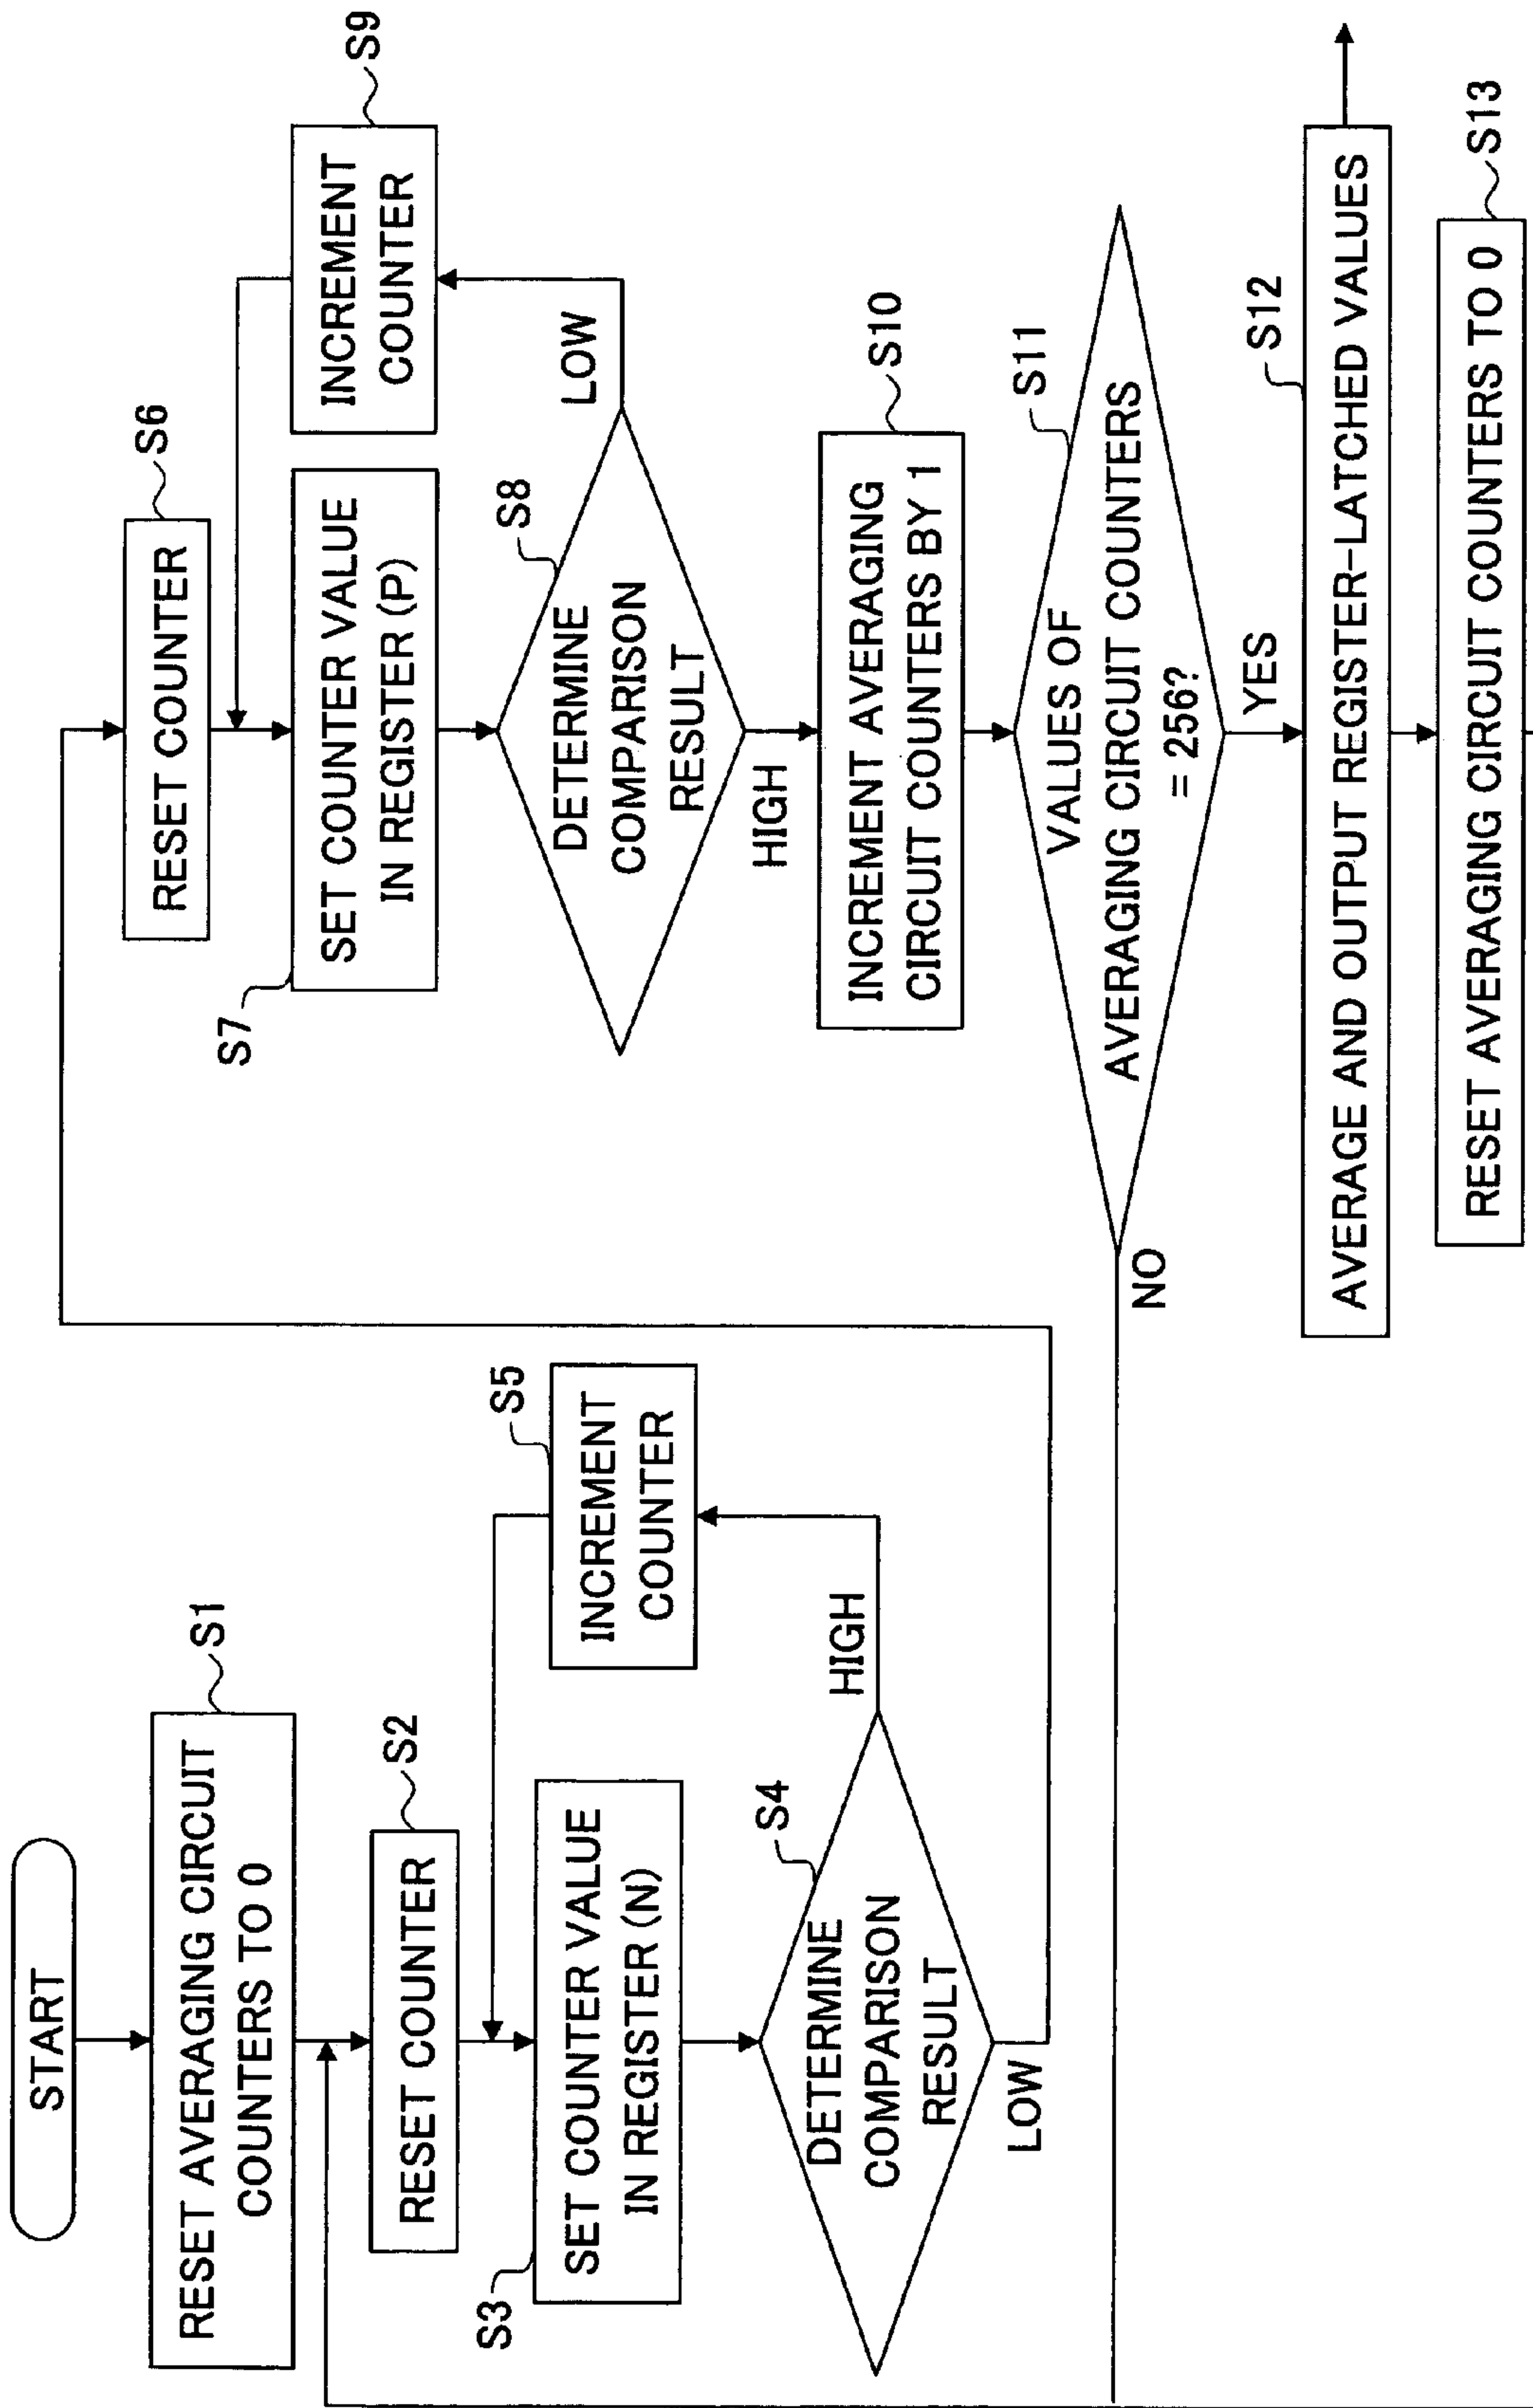 START
RESET AVERAGING CIRCUIT
COUNTERS TO 0
S1
RESET COUNTER
S2
S3
SET COUNTER VALUE
IN REGISTER (N)
DETERMINE
COMPARISON
RESULT
S4
HIGH
LOW
INCREMENT
COUNTER
S5
RESET COUNTER
S6
S7
SET COUNTER VALUE
IN REGISTER (P)
DETERMINE
COMPARISON
RESULT
S8
LOW
HIGH
INCREMENT
COUNTER
S9
INCREMENT AVERAGING
CIRCUIT COUNTERS BY 1
S10
VALUES OF
AVERAGING CIRCUIT COUNTERS
= 256?
S11
NO
YES
S12
AVERAGE AND OUTPUT REGISTER-LATCHED VALUES
RESET AVERAGING CIRCUIT COUNTERS TO 0
S13